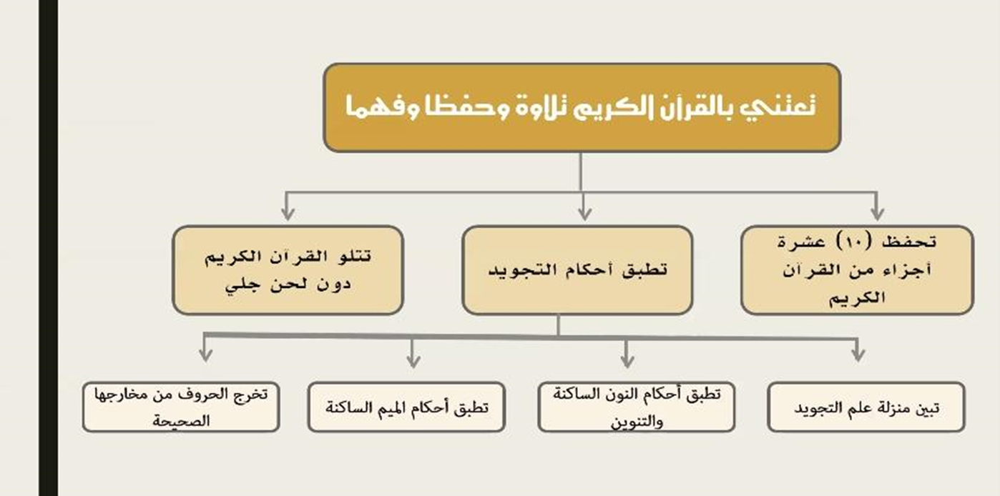 تعتني بالقرآن الكريم تلاوة وحفظا وفهما
تحفظ (١٠) عشرة
أجزاء من القرآن
الكريم
تطبق أحكام التجويد
تتلو القرآن الكريم
دون لحن جلي
تبين منزلة علم التجويد
تطبق أحكام النون الساكنة
والتنوين
تطبق أحكام الميم الساكنة
تخرج الحروف من مخارجها
الصحيحة